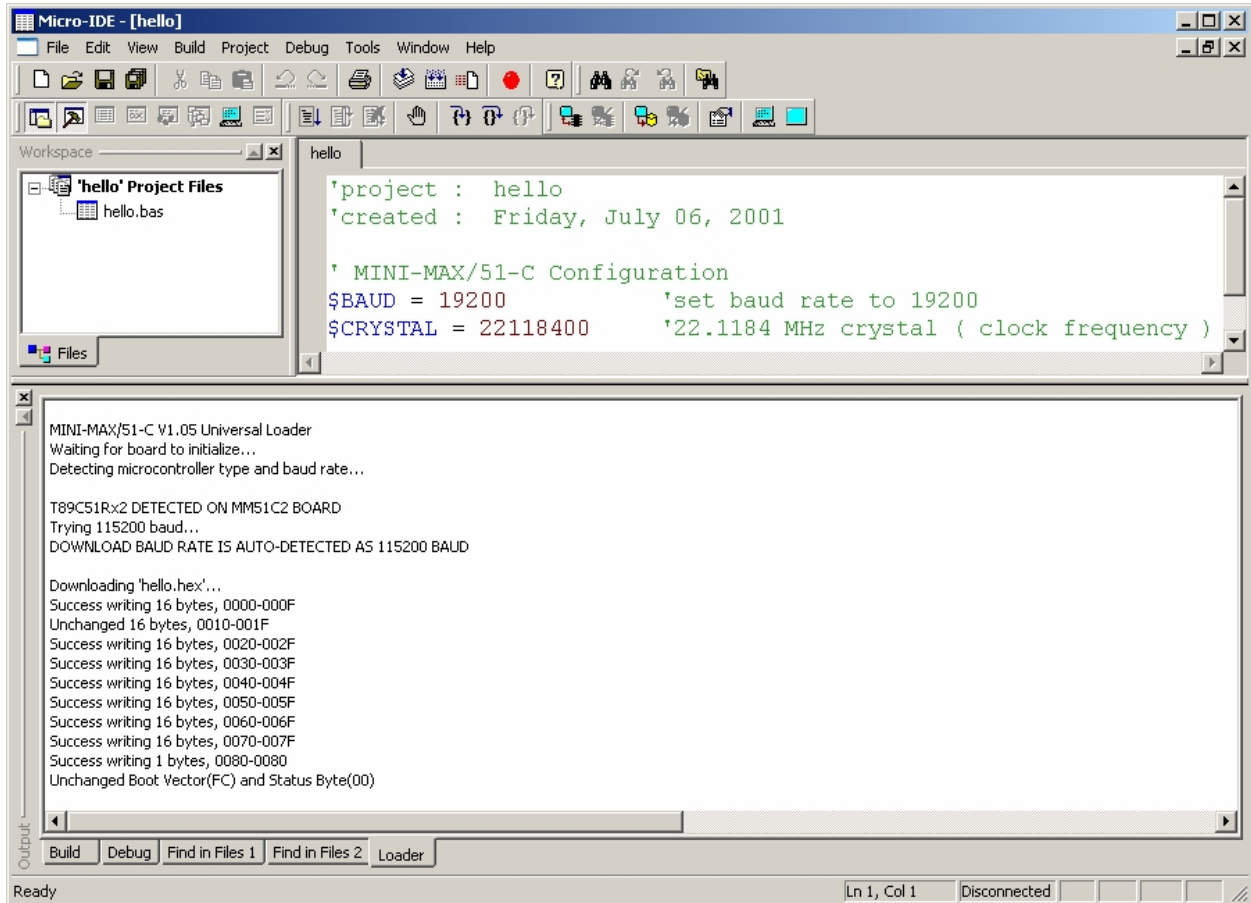 Micro-IDE - [hello]
File Edit View Build Project Debug Tools Window Help
Workspace
'hello' Project Files
hello.bas
Files
hello
'project : hello
'created : Friday, July 06, 2001
' MINI-MAX/51-C Configuration
$BAUD = 19200 'set baud rate to 19200
$CRYSTAL = 22118400 '22.1184 MHz crystal ( clock frequency )
MINI-MAX/51-C V1.05 Universal Loader
Waiting for board to initialize...
Detecting microcontroller type and baud rate...
T89C51Rx2 DETECTED ON MM51C2 BOARD
Trying 115200 baud...
DOWNLOAD BAUD RATE IS AUTO-DETECTED AS 115200 BAUD
Downloading 'hello.hex'...
Success writing 16 bytes, 0000-000F
Unchanged 16 bytes, 0010-001F
Success writing 16 bytes, 0020-002F
Success writing 16 bytes, 0030-003F
Success writing 16 bytes, 0040-004F
Success writing 16 bytes, 0050-005F
Success writing 16 bytes, 0060-006F
Success writing 16 bytes, 0070-007F
Success writing 1 bytes, 0080-0080
Unchanged Boot Vector(FC) and Status Byte(00)
Output
Build Debug Find in Files 1 Find in Files 2 Loader
Ready Ln 1, Col 1 Disconnected